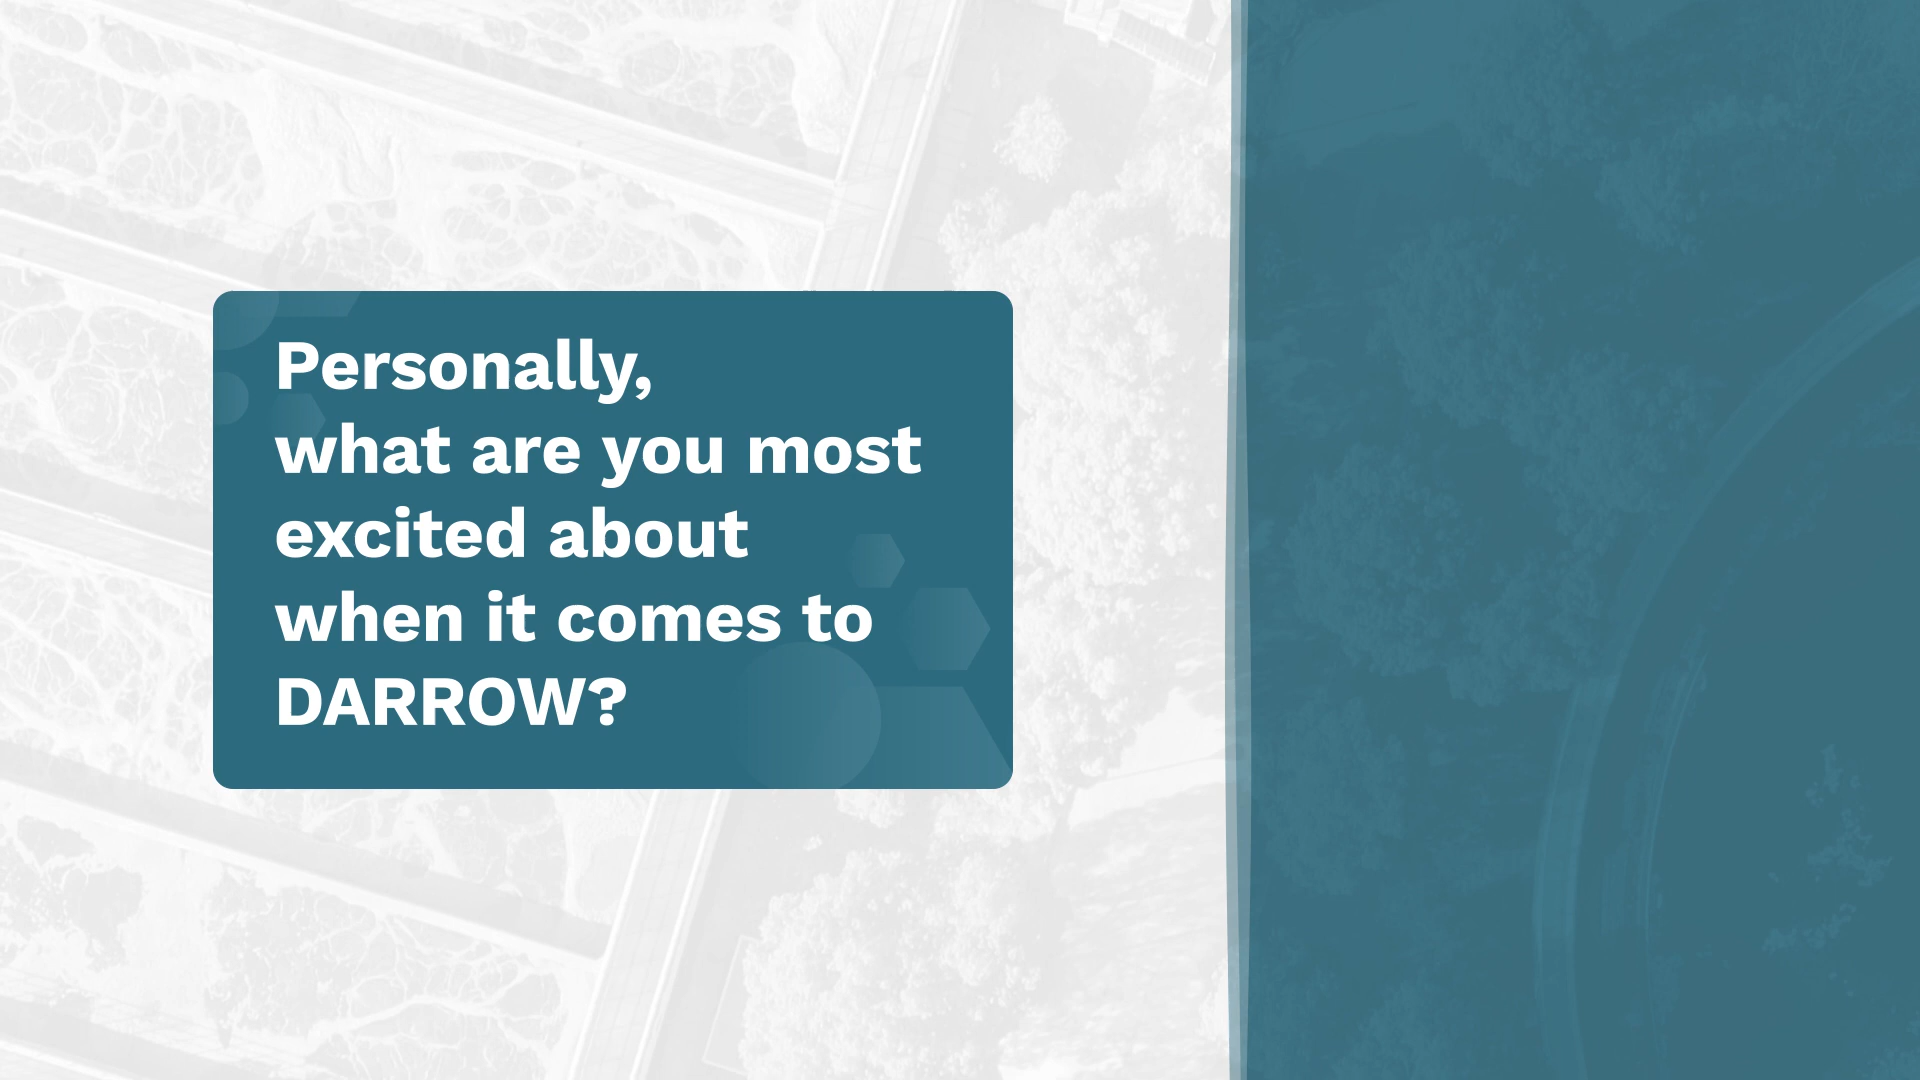 Personally,
what are you most
excited about
when it comes to
DARROW?